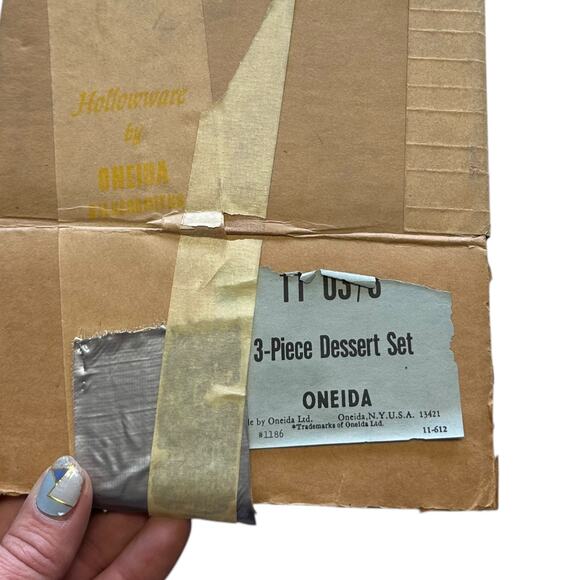 Hollowware
by
ONEIDA
SILVERSMITHS
3-Piece Dessert Set
ONEIDA
by Oneida Ltd. Oneida, N.Y. U.S.A. 13421
*Trademarks of Oneida Ltd.
#1186 11-612